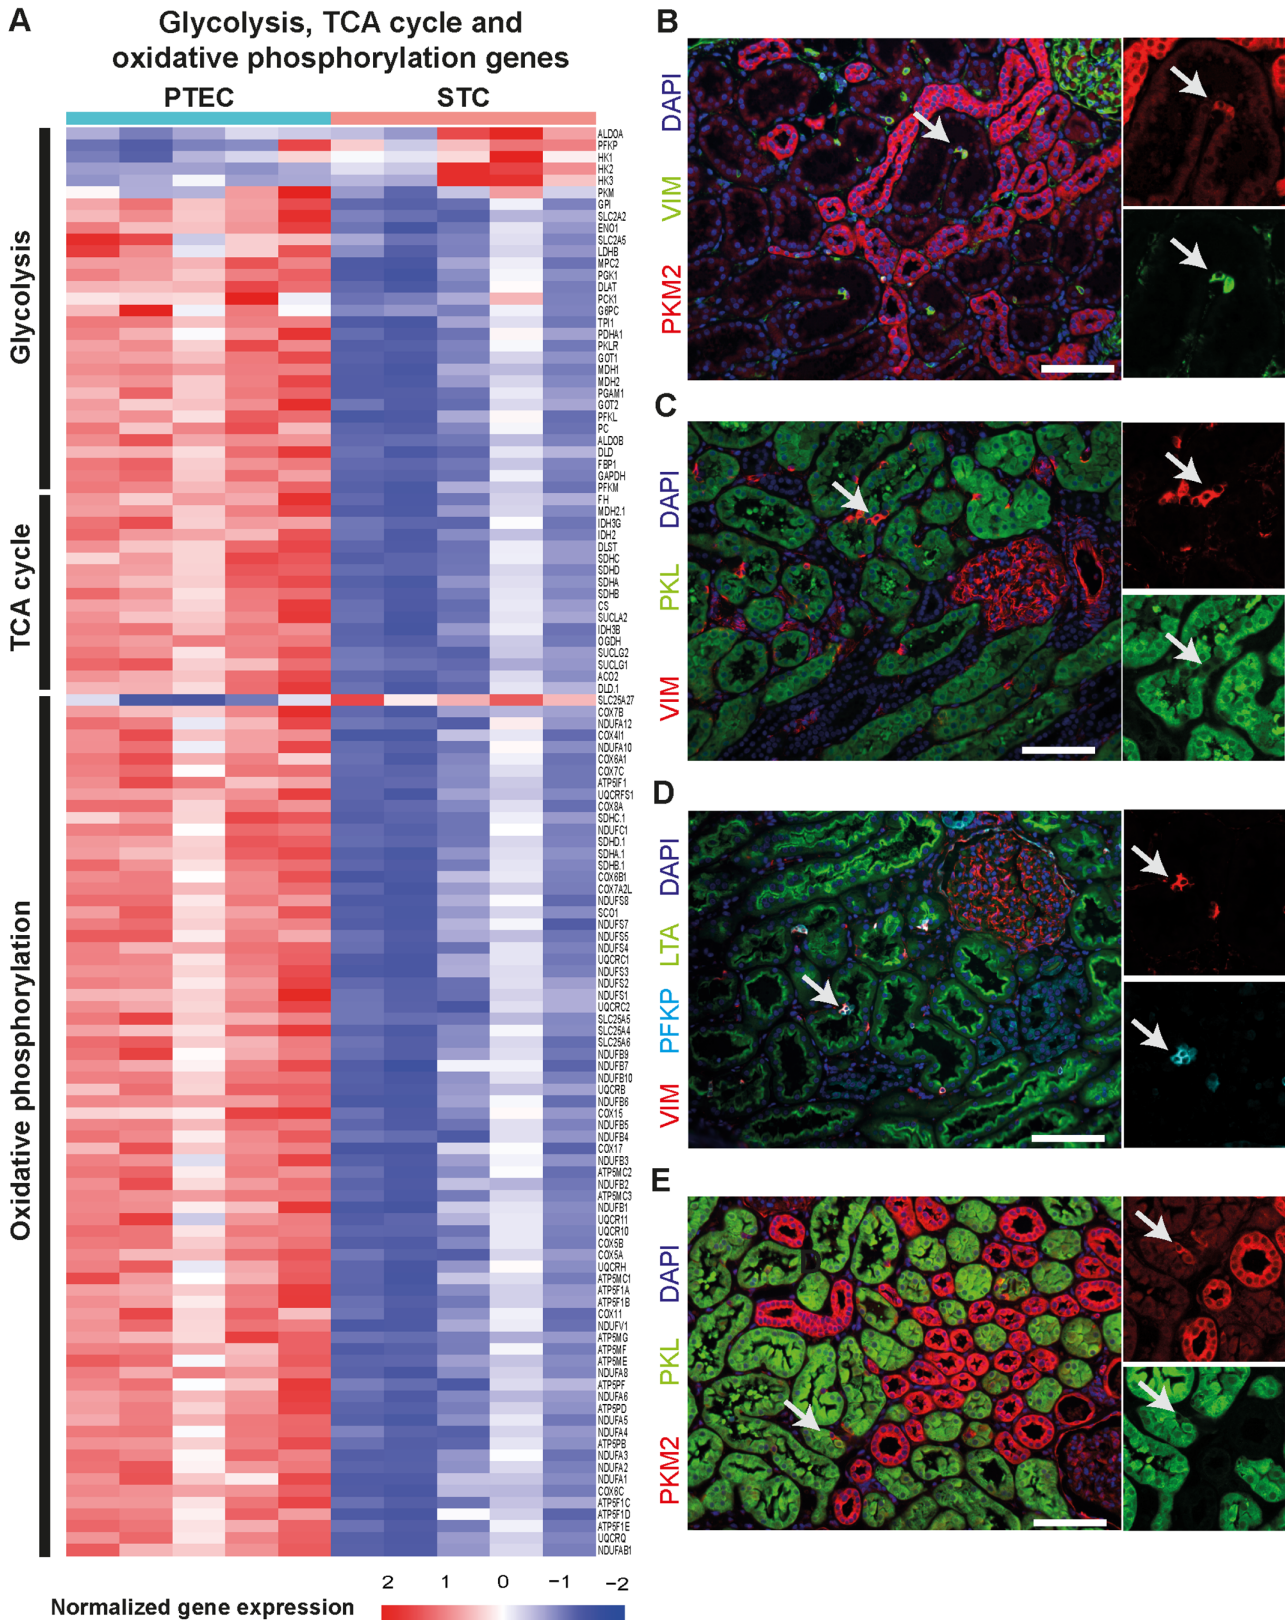 A
Glycolysis, TCA cycle and
oxidative phosphorylation genes
PTEC
STC
Glycolysis
TCA cycle
Oxidative phosphorylation
ALDOA
PFKP
HK1
HK2
HK3
PKM
GPI
SLC2A2
ENO1
SLC2A5
LDHB
MPC2
PGK1
DLAT
PCK1
G6PC
TPI1
PDHA1
PKLR
GOT1
MDH1
MDH2
PGAM1
GOT2
PFKL
PC
ALDOB
DLD
FBP1
GAPDH
PFKM
FH
MDH2.1
IDH3G
IDH2
DLST
SDHC
SDHD
SDHA
SDHB
CS
SUCLA2
IDH3B
OGDH
SUCLG2
SUCLG1
ACO2
DLD.1
SLC25A27
COX7B
NDUFA12
COX4I1
NDUFA10
COX6A1
COX7C
ATP5IF1
UQCRFS1
COX8A
SDHC.1
NDUFC1
SDHD.1
SDHA.1
SDHB.1
COX6B1
COX7A2L
NDUFS8
SCO1
NDUFS7
NDUFS5
NDUFS4
UQCRC1
NDUFS3
NDUFS2
NDUFS1
UQCRC2
SLC25A5
SLC25A4
SLC25A6
NDUFB9
NDUFB7
NDUFB10
UQCRB
NDUFB6
COX15
NDUFB5
NDUFB4
COX17
NDUFB3
ATP5MC2
NDUFB2
ATP5MC3
NDUFB1
UQCR11
UQCR10
COX5B
COX5A
UQCRH
ATP5MC1
ATP5F1A
ATP5F1B
COX11
NDUFV1
ATP5MG
ATP5MF
ATP5ME
NDUFA8
ATP5PF
NDUFA6
ATP5PD
NDUFA5
NDUFA4
ATP5PB
NDUFA3
NDUFA2
NDUFA1
COX6C
ATP5F1C
ATP5F1D
ATP5F1E
UQCRQ
NDUFAB1
Normalized gene expression
2 1 0 −1 −2
B
PKM2 VIM DAPI
C
VIM PKL DAPI
D
VIM PFKP LTA DAPI
E
PKM2 PKL DAPI